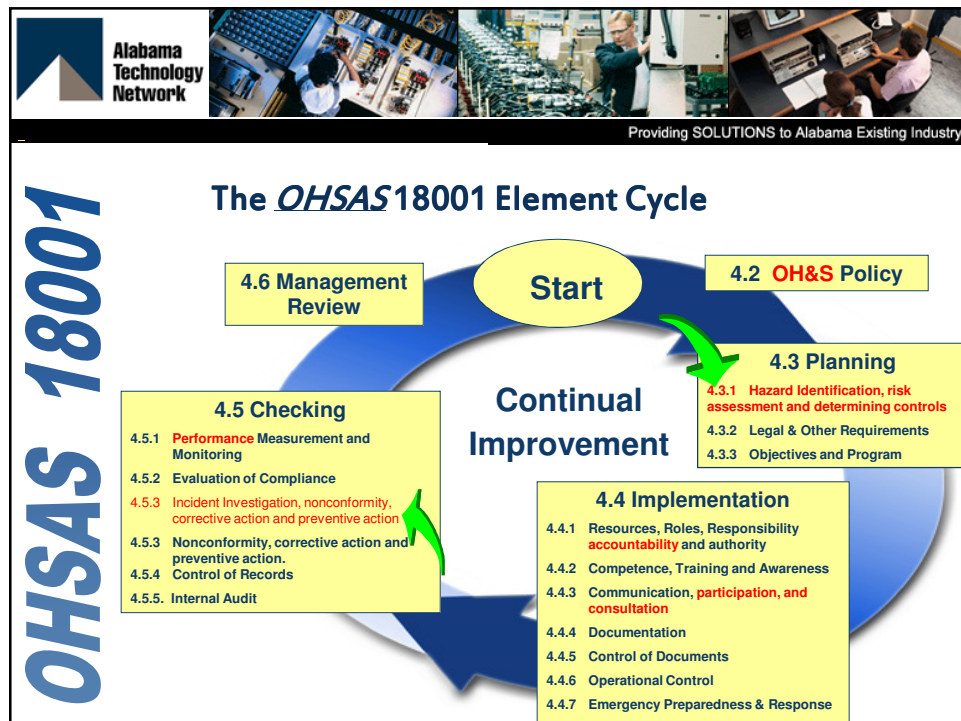 Alabama
Technology
Network
Providing SOLUTIONS to Alabama Existing Industry
OHSAS 18001
The OHSAS 18001 Element Cycle
Start
4.2 OH&S Policy
4.3 Planning
4.3.1 Hazard Identification, risk
assessment and determining controls
4.3.2 Legal & Other Requirements
4.3.3 Objectives and Program
Continual
Improvement
4.4 Implementation
4.4.1 Resources, Roles, Responsibility
accountability and authority
4.4.2 Competence, Training and Awareness
4.4.3 Communication, participation, and
consultation
4.4.4 Documentation
4.4.5 Control of Documents
4.4.6 Operational Control
4.4.7 Emergency Preparedness & Response
4.5 Checking
4.5.1 Performance Measurement and
Monitoring
4.5.2 Evaluation of Compliance
4.5.3 Incident Investigation, nonconformity,
corrective action and preventive action
4.5.3 Nonconformity, corrective action and
preventive action.
4.5.4 Control of Records
4.5.5. Internal Audit
4.6 Management
Review